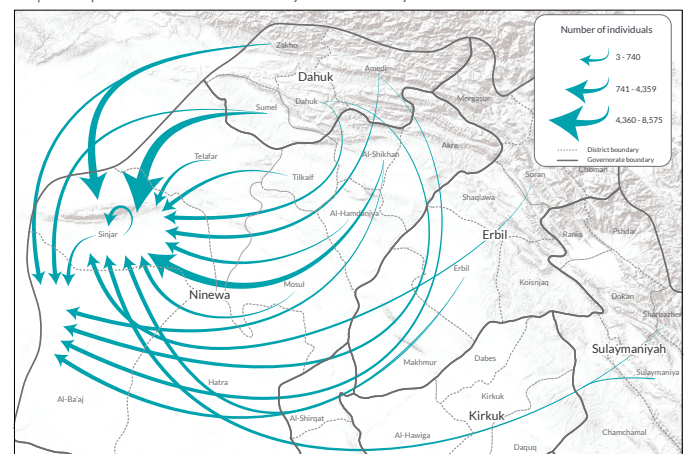 Number of individuals
3 - 740
741 - 4,359
4,360 - 8,575
District boundary
Governorate boundary
Zakho
Dahuk
Amedi
Dahuk
Sumel
Mergasur
Akre
Choman
Soran
Telafar
Al-Shikhan
Tilkaif
Shaqlawa
Al-Hamdaniya
Sinjar
Erbil
Rania
Pshdar
Erbil
Koisnjaq
Mosul
Ninewa
Dokan
Sharbazher
Sulaymaniyah
Makhmur
Dabes
Sulaymaniya
Hatra
Al-Ba'aj
Kirkuk
Kirkuk
Al-Shirqat
Al-Hawiga
Chamchamal
Daquq